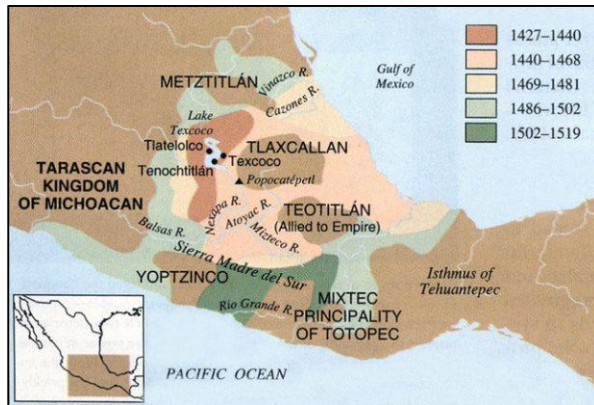 1427–1440
1440–1468
1469–1481
1486–1502
1502–1519
Gulf of
Mexico
METZTITLÁN
Vinazco R.
Cazones R.
Lake
Texcoco
Tlatelolco
TLAXCALLAN
Texcoco
Tenochtitlán
Popocatépetl
TARASCAN
KINGDOM
OF MICHOACAN
TEOTITLÁN
(Allied to Empire)
Nexapa R.
Atoyac R.
Mizteco R.
Balsas R.
Sierra Madre del Sur
YOPTZINCO
Rio Grande R.
MIXTEC
PRINCIPALITY
OF TOTOPEC
Isthmus of
Tehuantepec
PACIFIC OCEAN